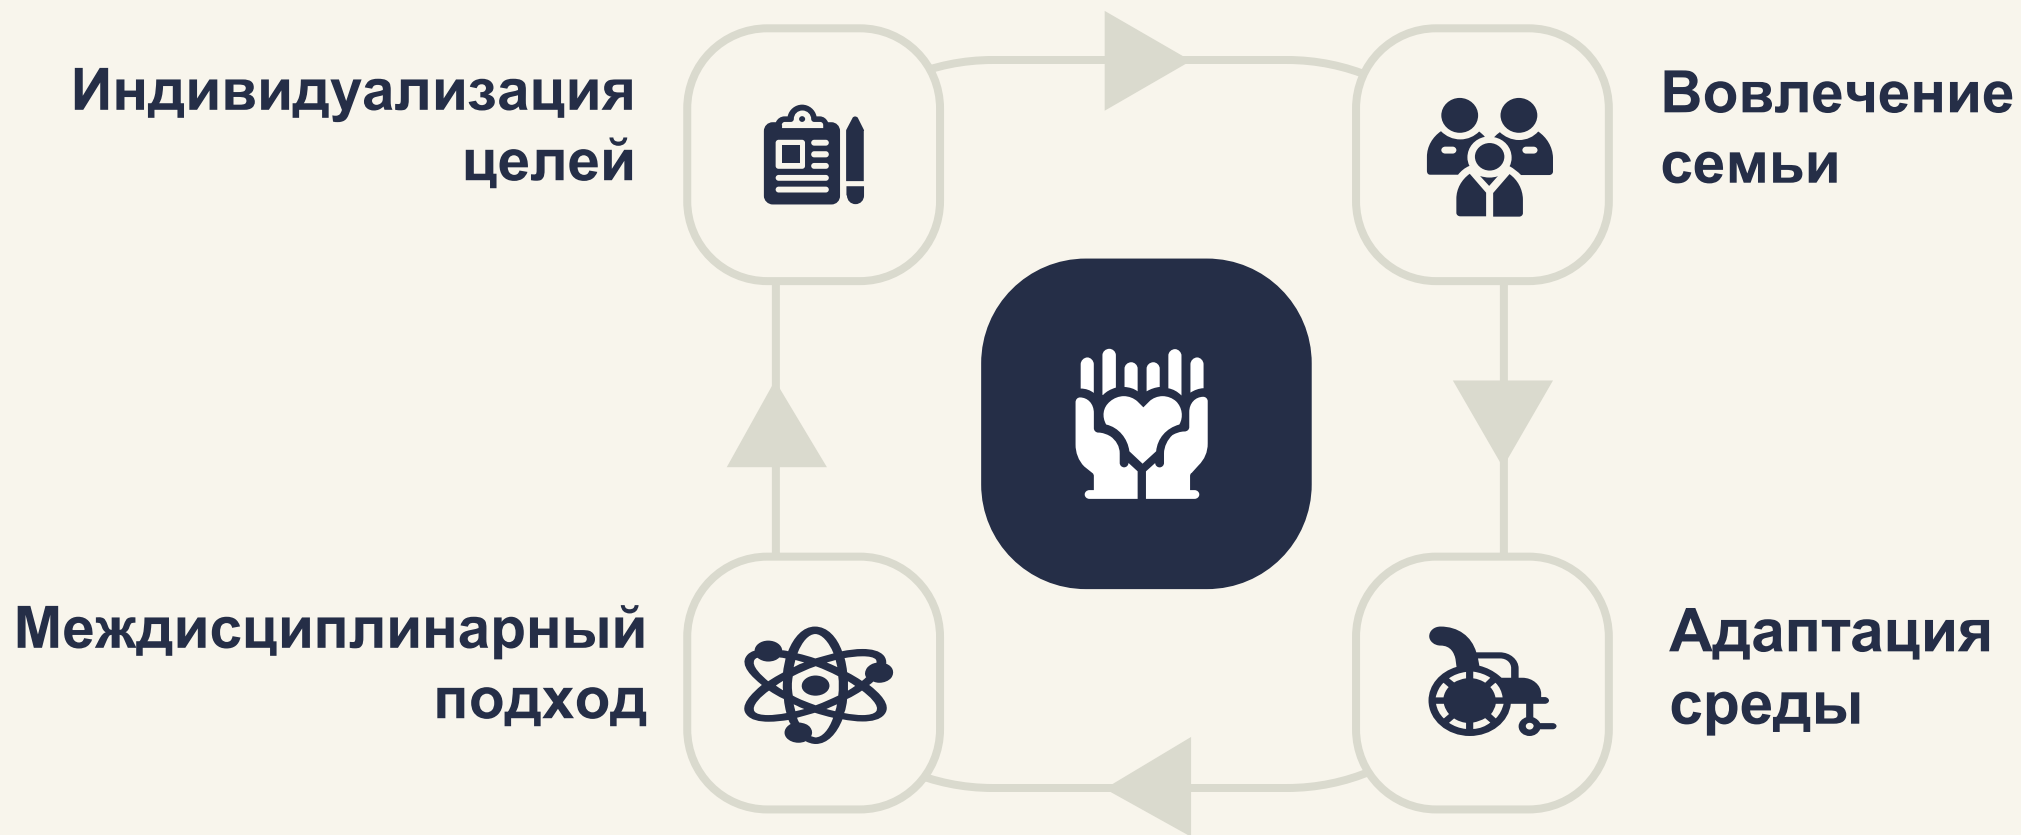 Индивидуализация
целей
Вовлечение
семьи
Междисциплинарный
подход
Адаптация
среды